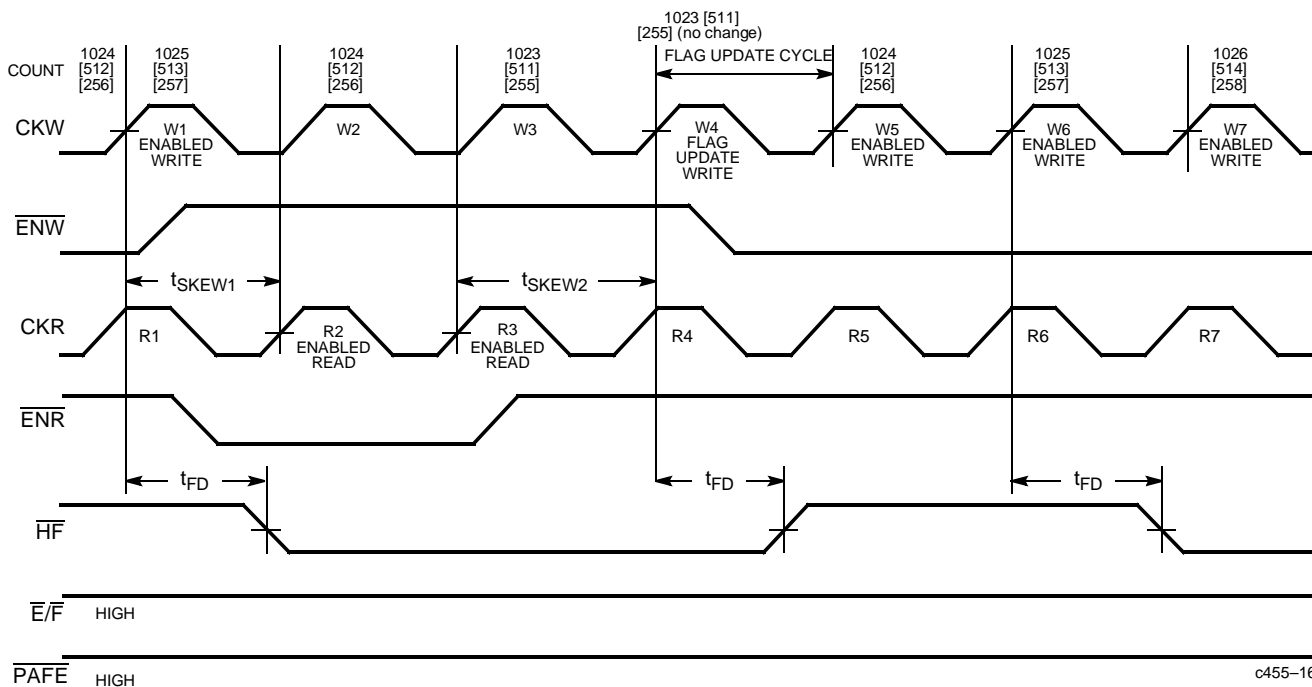 1023 [511]
[255] (no change)
FLAG UPDATE CYCLE
COUNT
1024
[512]
[256]
1025
[513]
[257]
1024
[512]
[256]
1023
[511]
[255]
1024
[512]
[256]
1025
[513]
[257]
1026
[514]
[258]
CKW
W1
ENABLED
WRITE
W2
W3
W4
FLAG
UPDATE
WRITE
W5
ENABLED
WRITE
W6
ENABLED
WRITE
W7
ENABLED
WRITE
ENW
tSKEW1
tSKEW2
CKR
R1
R2
ENABLED
READ
R3
ENABLED
READ
R4
R5
R6
R7
ENR
tFD
tFD
tFD
HF
E/F
HIGH
PAFE
HIGH
c455–16